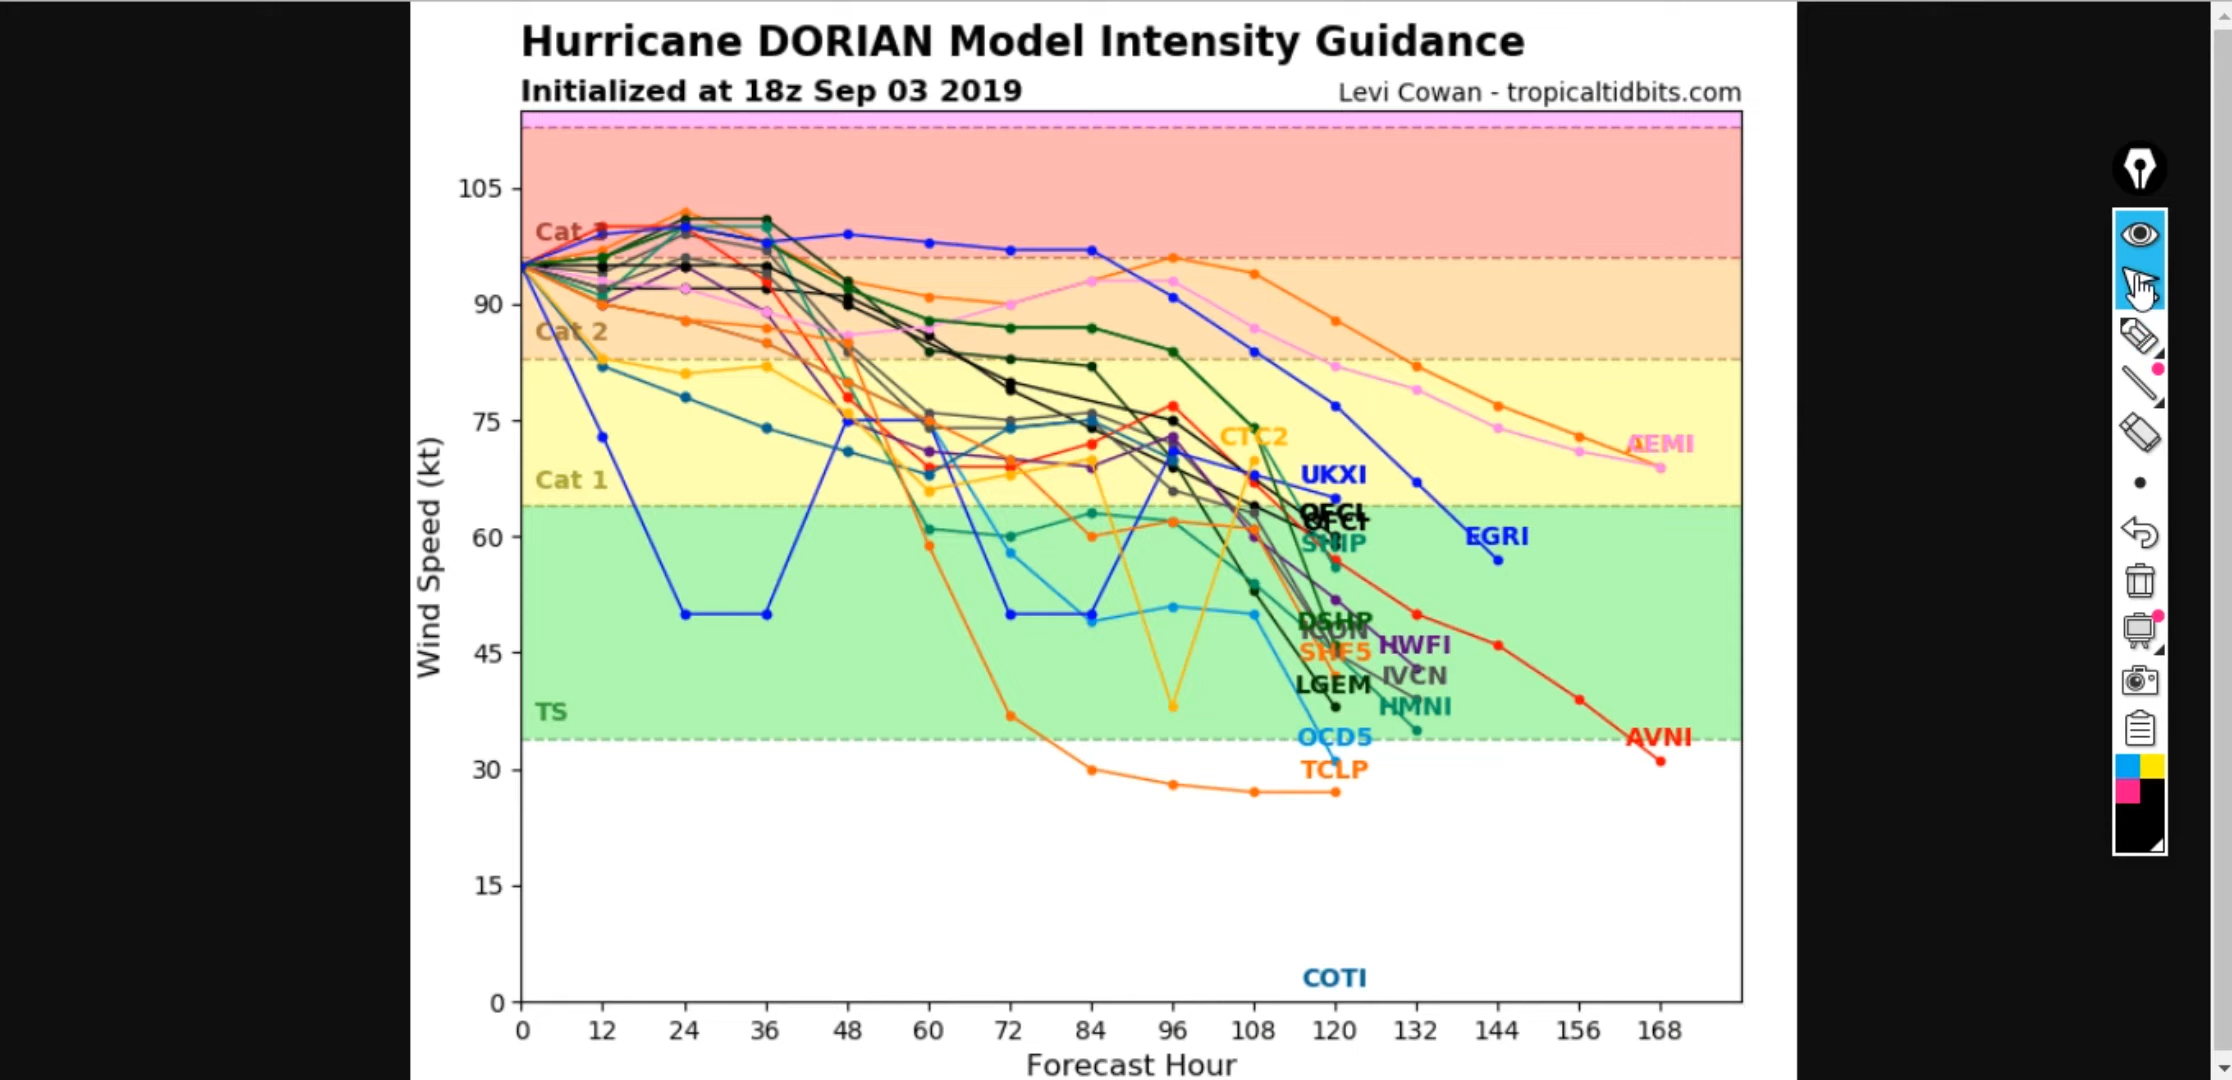 Hurricane DORIAN Model Intensity Guidance
Initialized at 18z Sep 03 2019
Levi Cowan - tropicaltidbits.com
Wind Speed (kt)
105
90
75
60
45
30
15
0
Cat
Cat 2
Cat 1
TS
CTC2
AEMI
UKXI
OFCL
OFCI
SHIP
EGRI
DSHP
ICON
SHF5
HWFI
LGEM
IVCN
HMNI
OCD5
AVNI
TCLP
COTI
0 12 24 36 48 60 72 84 96 108 120 132 144 156 168
Forecast Hour